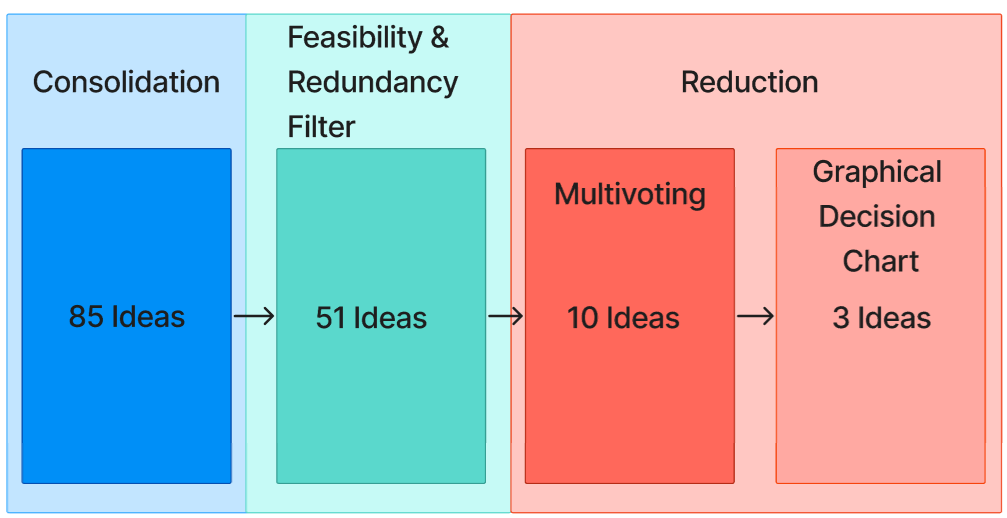 Consolidation
Feasibility &
Redundancy
Filter
Reduction
85 Ideas
51 Ideas
Multivoting
10 Ideas
Graphical
Decision
Chart
3 Ideas